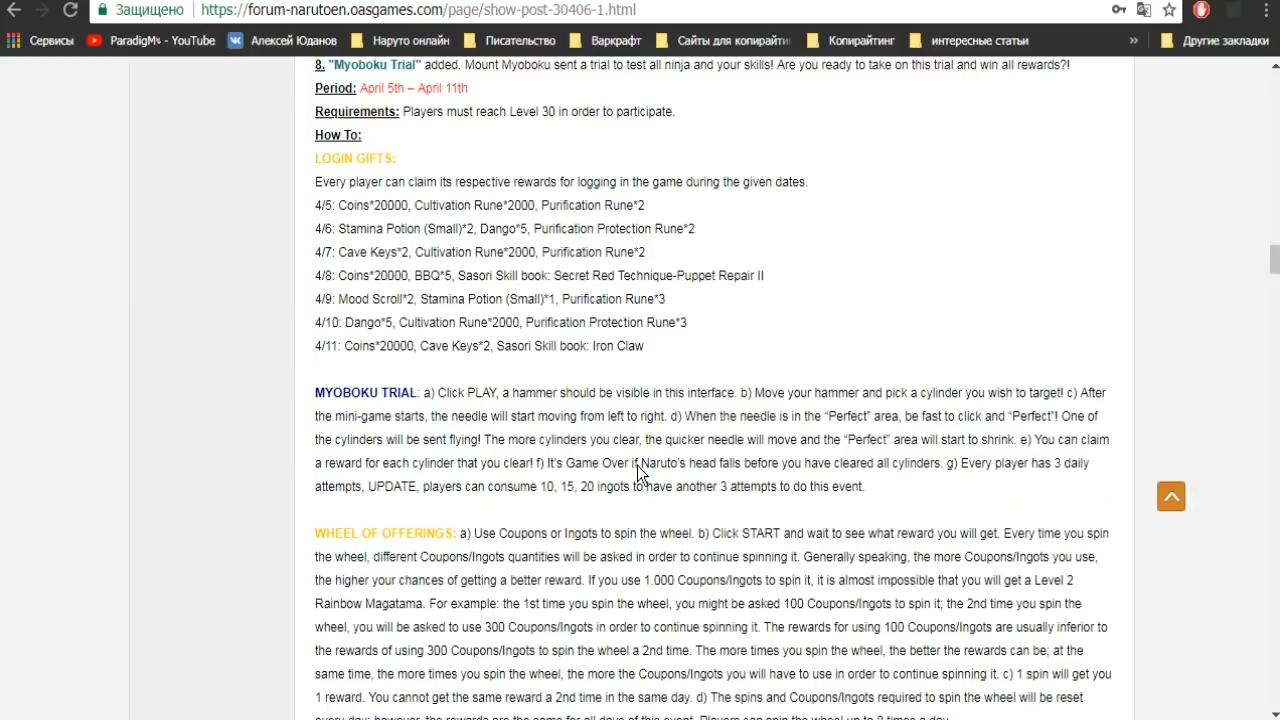 Защищено https://forum-narutoen.oasgames.com/page/show-post-30406-1.html
Сервисы ParadigMъ - YouTube Алексей Юданов Наруто онлайн Писательство Варкрафт Сайты для копирайти Копирайтинг интересные статьи » Другие закладки
8. "Myoboku Trial" added. Mount Myoboku sent a trial to test all ninja and your skills! Are you ready to take on this trial and win all rewards?!
Period: April 5th – April 11th
Requirements: Players must reach Level 30 in order to participate.
How To:
LOGIN GIFTS:
Every player can claim its respective rewards for logging in the game during the given dates.
4/5: Coins*20000, Cultivation Rune*2000, Purification Rune*2
4/6: Stamina Potion (Small)*2, Dango*5, Purification Protection Rune*2
4/7: Cave Keys*2, Cultivation Rune*2000, Purification Rune*2
4/8: Coins*20000, BBQ*5, Sasori Skill book: Secret Red Technique-Puppet Repair II
4/9: Mood Scroll*2, Stamina Potion (Small)*1, Purification Rune*3
4/10: Dango*5, Cultivation Rune*2000, Purification Protection Rune*3
4/11: Coins*20000, Cave Keys*2, Sasori Skill book: Iron Claw
MYOBOKU TRIAL: a) Click PLAY, a hammer should be visible in this interface. b) Move your hammer and pick a cylinder you wish to target! c) After
the mini-game starts, the needle will start moving from left to right. d) When the needle is in the “Perfect” area, be fast to click and “Perfect”! One of
the cylinders will be sent flying! The more cylinders you clear, the quicker needle will move and the “Perfect” area will start to shrink. e) You can claim
a reward for each cylinder that you clear! f) It’s Game Over if Naruto’s head falls before you have cleared all cylinders. g) Every player has 3 daily
attempts, UPDATE, players can consume 10, 15, 20 ingots to have another 3 attempts to do this event.
WHEEL OF OFFERINGS: a) Use Coupons or Ingots to spin the wheel. b) Click START and wait to see what reward you will get. Every time you spin
the wheel, different Coupons/Ingots quantities will be asked in order to continue spinning it. Generally speaking, the more Coupons/Ingots you use,
the higher your chances of getting a better reward. If you use 1.000 Coupons/Ingots to spin it, it is almost impossible that you will get a Level 2
Rainbow Magatama. For example: the 1st time you spin the wheel, you might be asked 100 Coupons/Ingots to spin it; the 2nd time you spin the
wheel, you will be asked to use 300 Coupons/Ingots in order to continue spinning it. The rewards for using 100 Coupons/Ingots are usually inferior to
the rewards of using 300 Coupons/Ingots to spin the wheel a 2nd time. The more times you spin the wheel, the better the rewards can be; at the
same time, the more times you spin the wheel, the more the Coupons/Ingots you will have to use in order to continue spinning it. c) 1 spin will get you
1 reward. You cannot get the same reward a 2nd time in the same day. d) The spins and Coupons/Ingots required to spin the wheel will be reset
every day; however, the rewards are the same for all days of this event. Players can spin the wheel up to